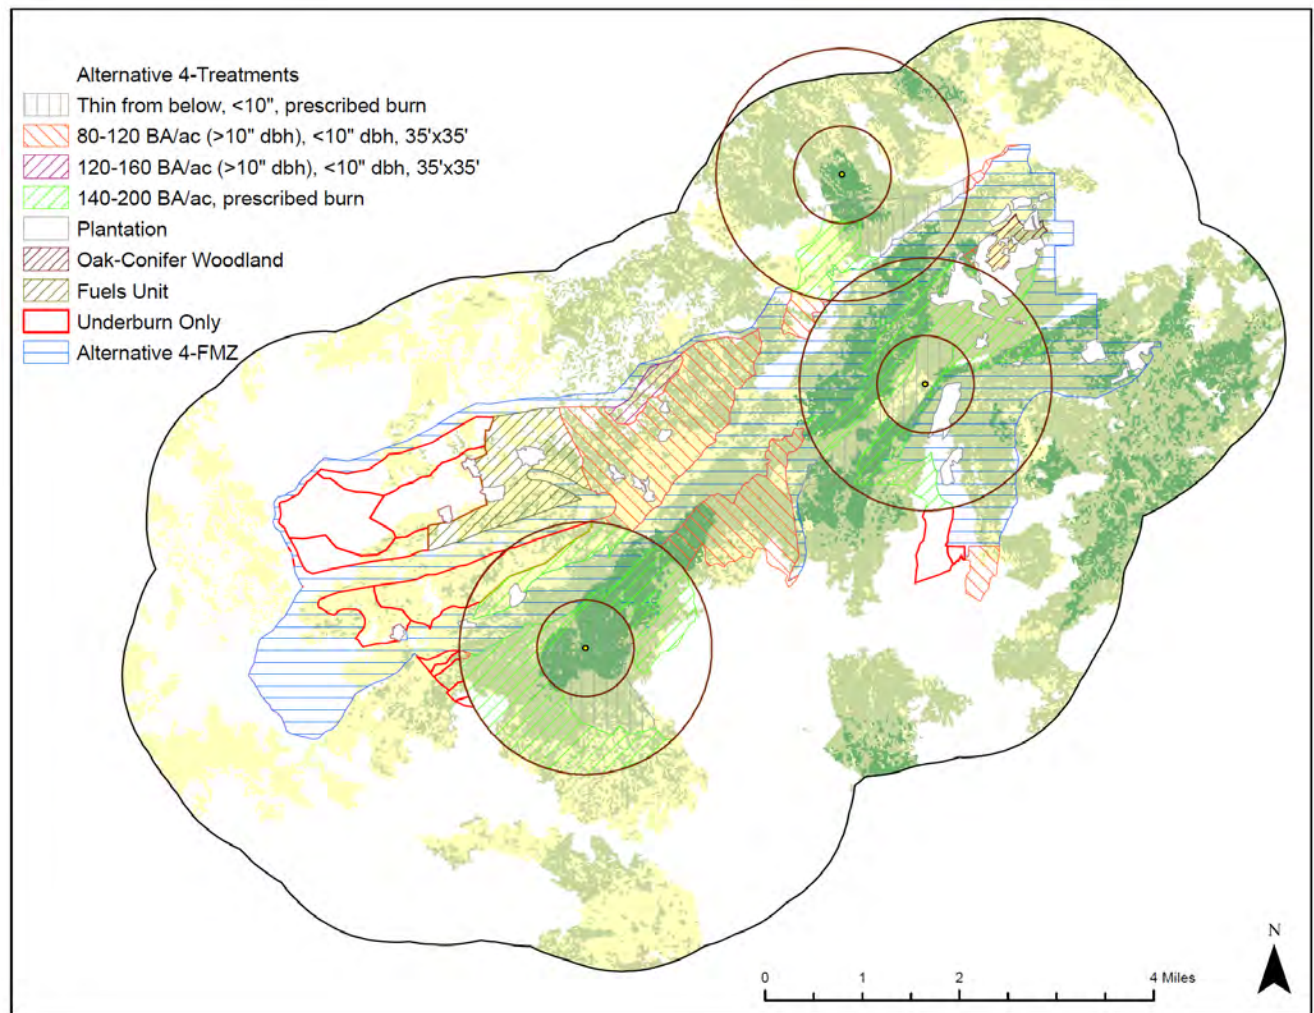 Alternative 4-Treatments
Thin from below, <10", prescribed burn
80-120 BA/ac (>10" dbh), <10" dbh, 35'x35'
120-160 BA/ac (>10" dbh), <10" dbh, 35'x35'
140-200 BA/ac, prescribed burn
Plantation
Oak-Conifer Woodland
Fuels Unit
Underburn Only
Alternative 4-FMZ
N
0 1 2 4 Miles